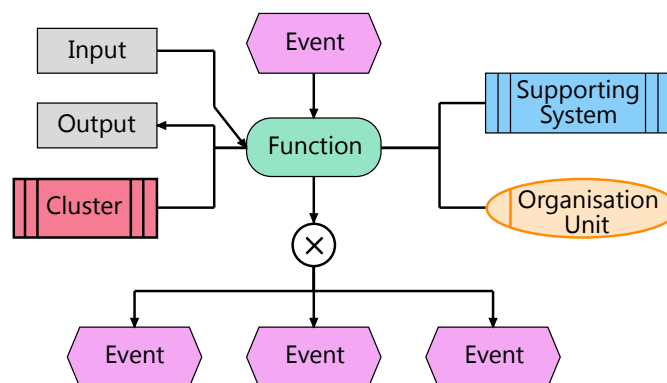 Input
Event
Output
Function
Supporting
System
Cluster
Organisation
Unit
Event
Event
Event